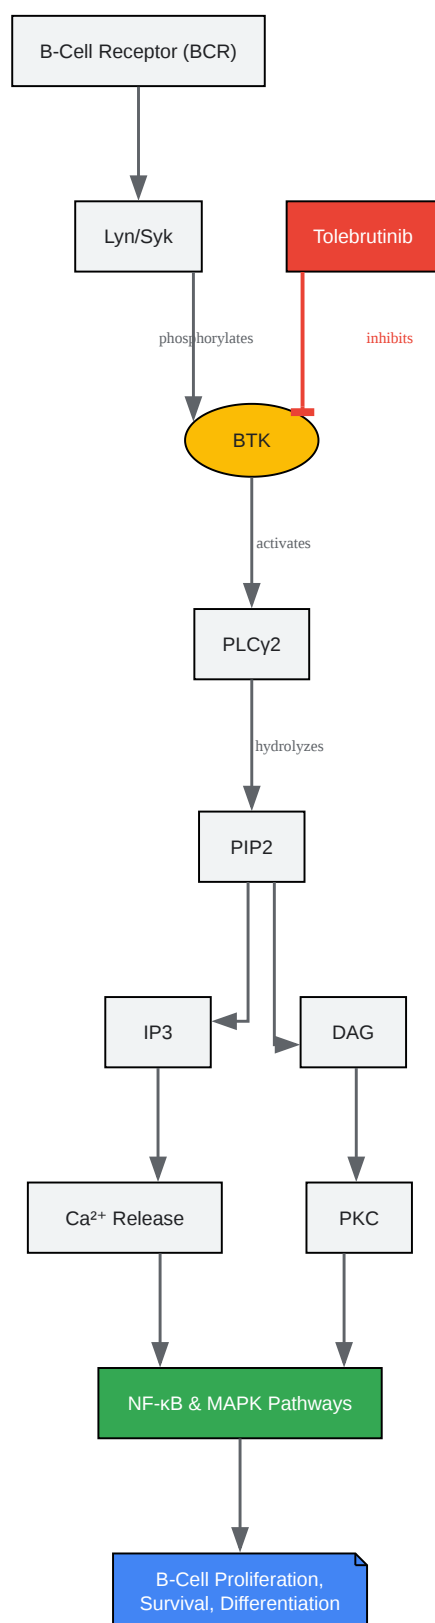 B-Cell Receptor (BCR)
Lyn/Syk
Tolebrutinib
phosphorylates
inhibits
BTK
activates
PLCγ2
hydrolyzes
PIP2
IP3
DAG
Ca²⁺ Release
PKC
NF-κB & MAPK Pathways
B-Cell Proliferation,
Survival, Differentiation